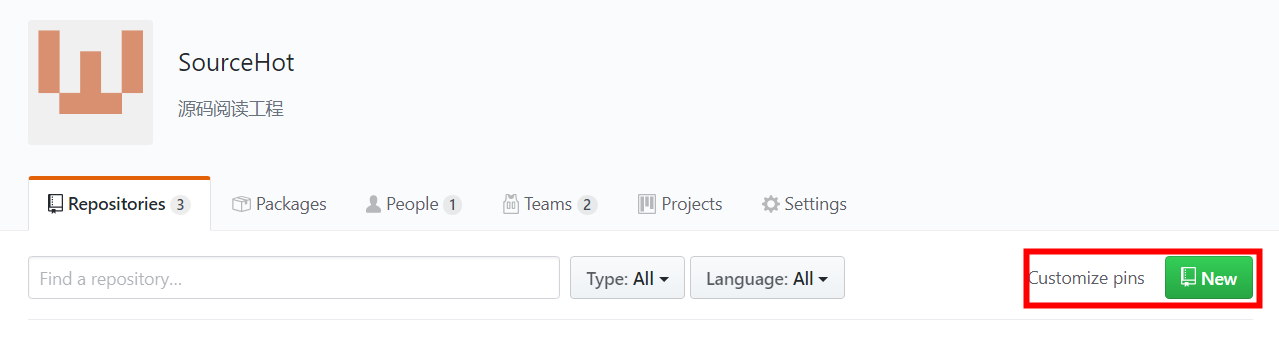 SourceHot
源码阅读工程
Repositories 3 Packages People 1 Teams 2 Projects Settings
Find a repository... Type: All Language: All Customize pins New